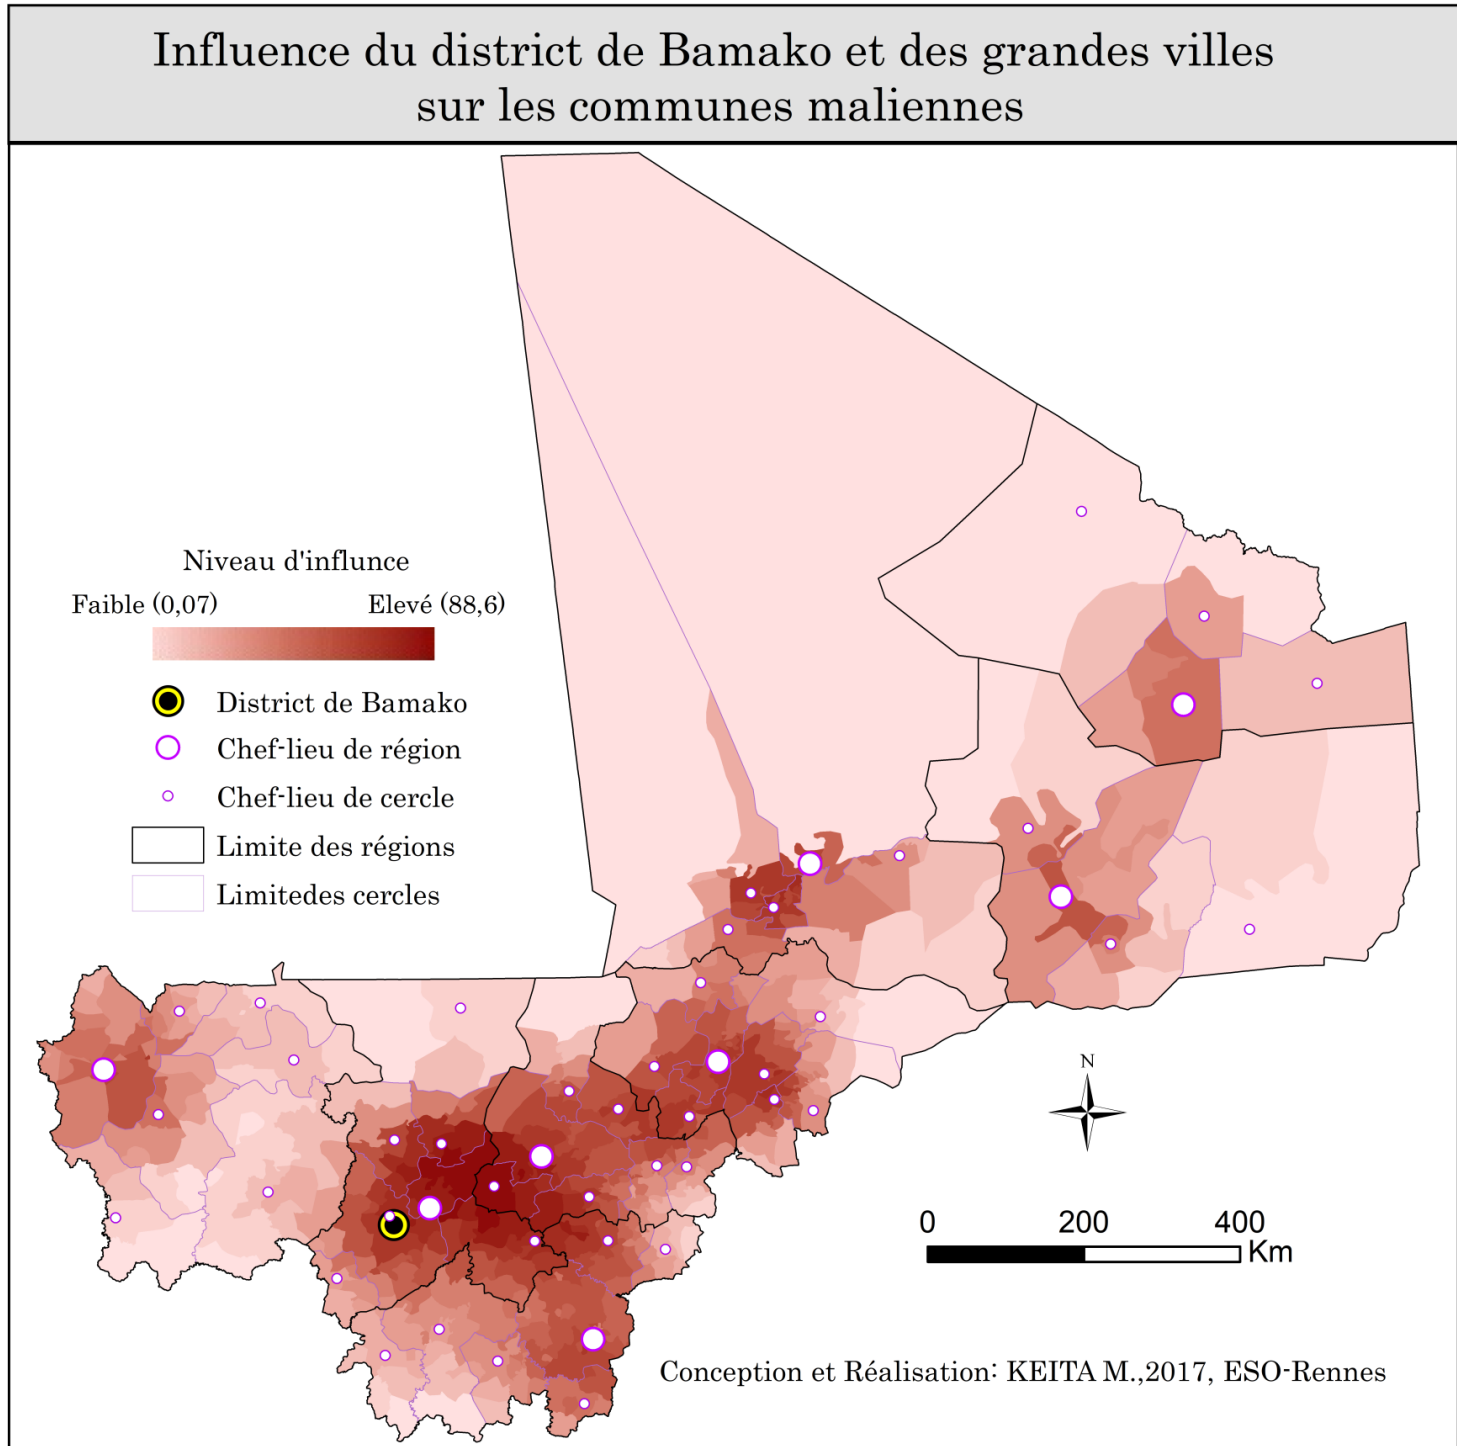 Influence du district de Bamako et des grandes villes
sur les communes maliennes
Niveau d'influnce
Faible (0,07) Elevé (88,6)
District de Bamako
Chef-lieu de région
Chef-lieu de cercle
Limite des régions
Limitedes cercles
N
0 200 400
Km
Conception et Réalisation: KEITA M.,2017, ESO-Rennes